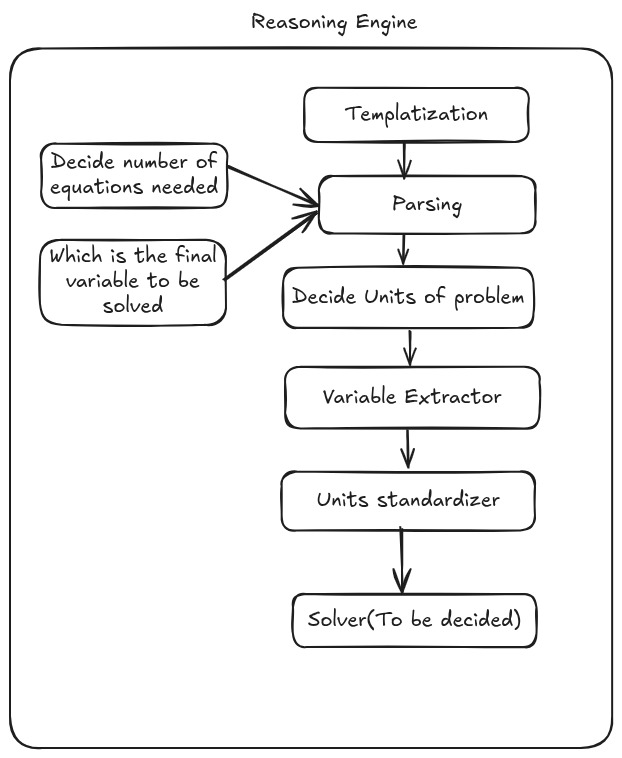 Reasoning Engine
Templatization
Decide number of
equations needed
Parsing
Which is the final
variable to be
solved
Decide Units of problem
Variable Extractor
Units standardizer
Solver(To be decided)